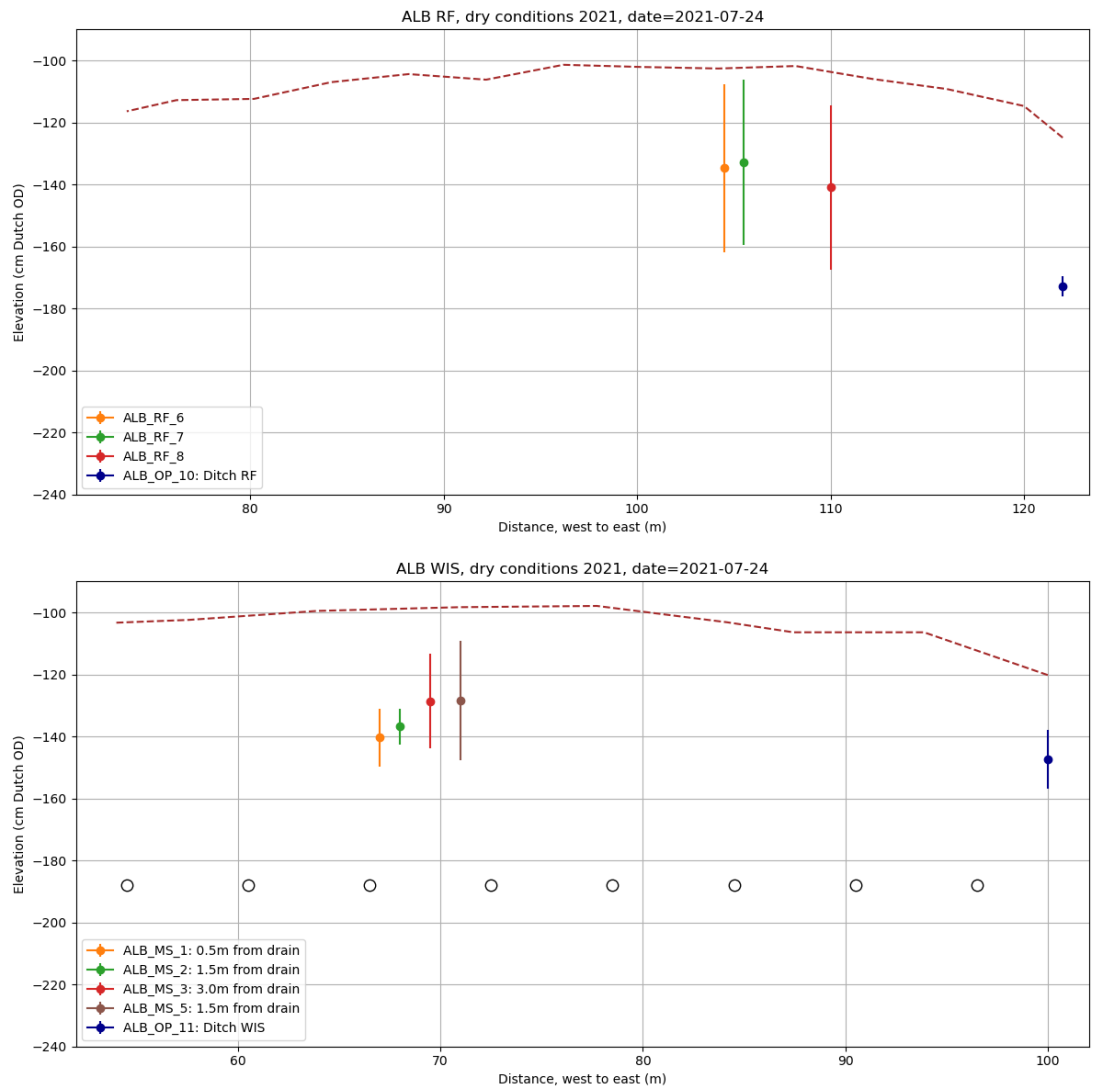 ALB RF, dry conditions 2021, date=2021-07-24
−100
−120
−140
−160
−180
−200
−220
−240
Elevation (cm Dutch OD)
ALB_RF_6
ALB_RF_7
ALB_RF_8
ALB_OP_10: Ditch RF
80 90 100 110 120
Distance, west to east (m)
ALB WIS, dry conditions 2021, date=2021-07-24
−100
−120
−140
−160
−180
−200
−220
−240
Elevation (cm Dutch OD)
ALB_MS_1: 0.5m from drain
ALB_MS_2: 1.5m from drain
ALB_MS_3: 3.0m from drain
ALB_MS_5: 1.5m from drain
ALB_OP_11: Ditch WIS
60 70 80 90 100
Distance, west to east (m)